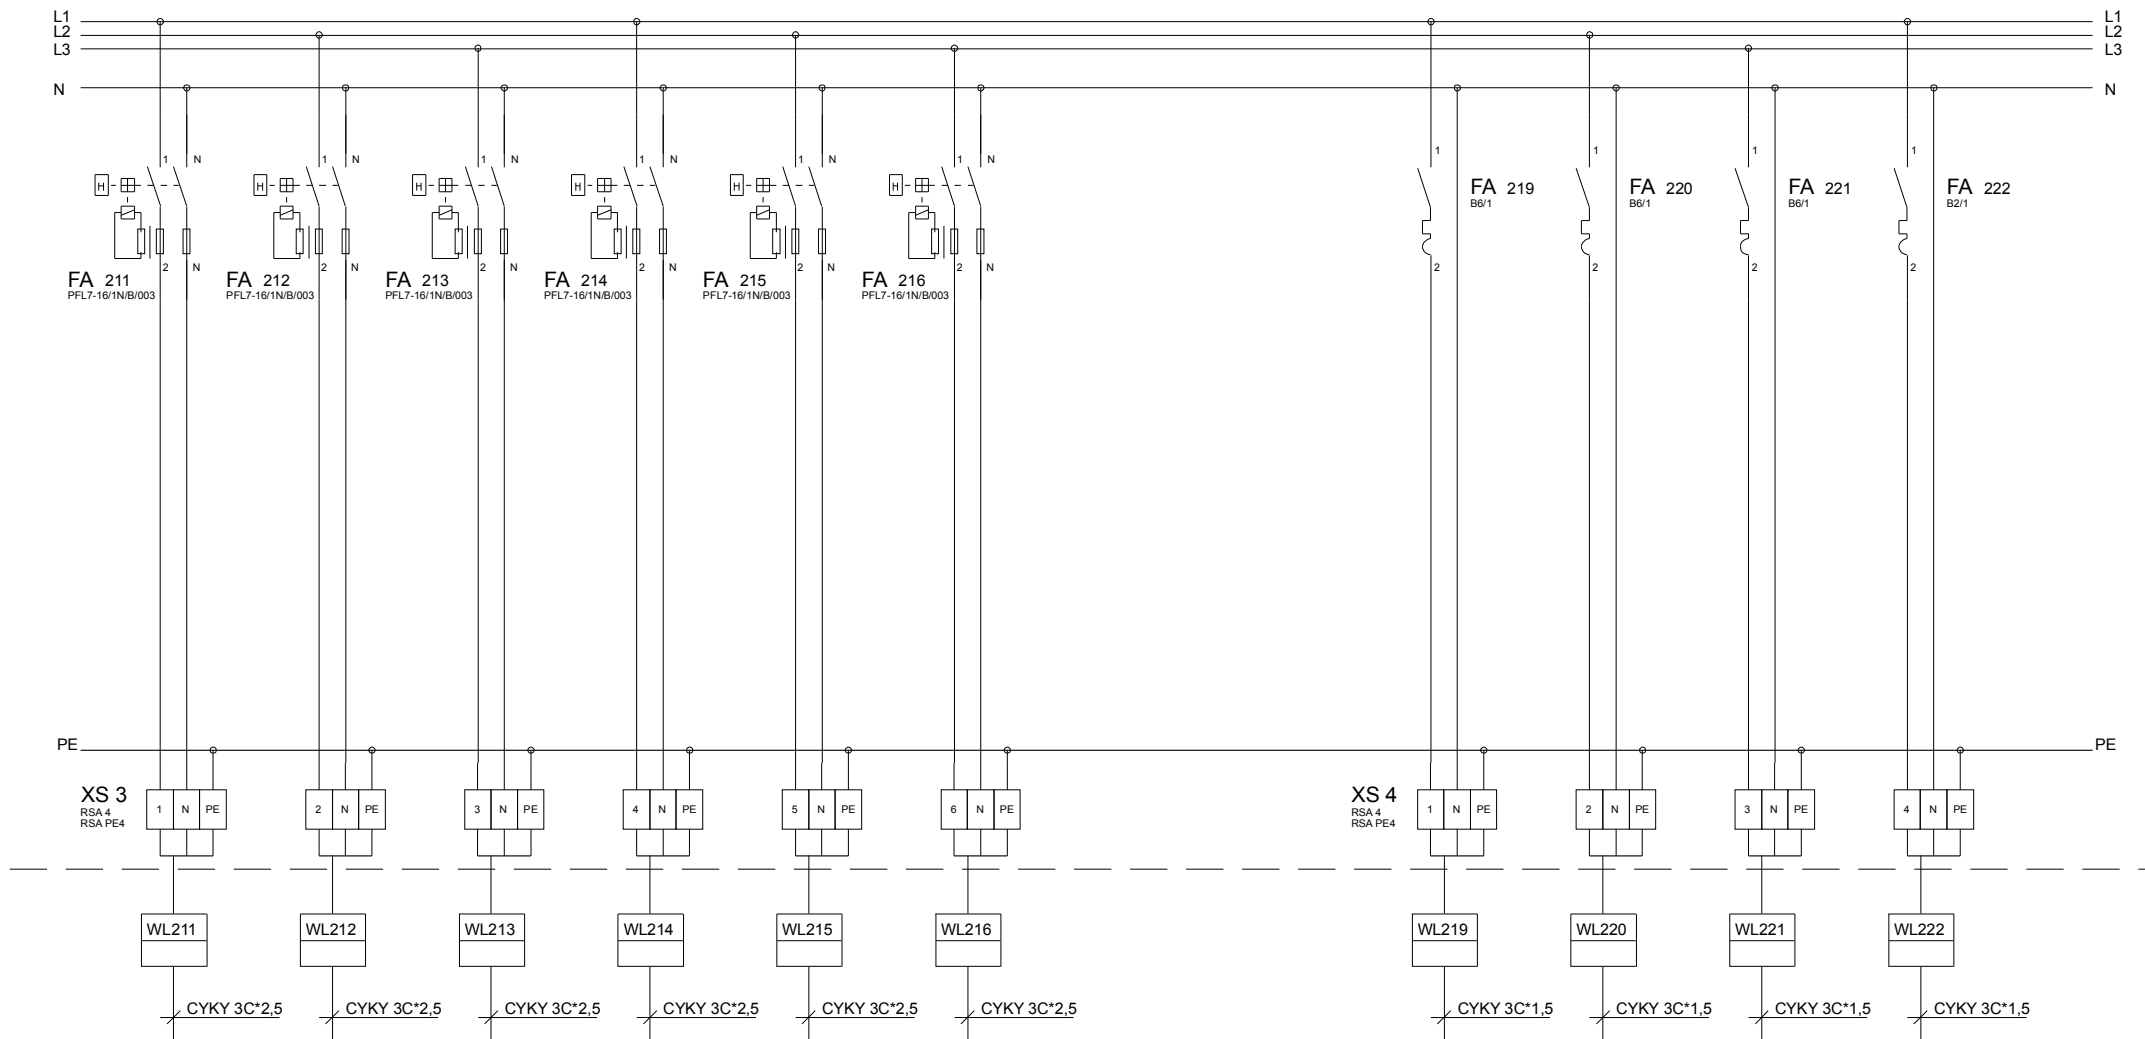 L1 L1
L2 L2
L3 L3
N N
1 N 1 N 1 N 1 N 1 N 1 N 1 1 1 1
H H H H H H
FA 219 FA 220 FA 221 FA 222
B6/1 B6/1 B6/1 B2/1
2 N 2 N 2 N 2 N 2 N 2 N 2 2 2 2
FA 211 FA 212 FA 213 FA 214 FA 215 FA 216
PFL7-16/1N/B/003 PFL7-16/1N/B/003 PFL7-16/1N/B/003 PFL7-16/1N/B/003 PFL7-16/1N/B/003 PFL7-16/1N/B/003
PE PE
XS 3 XS 4
RSA 4 RSA 4
RSA PE4 RSA PE4
1 N PE 2 N PE 3 N PE 4 N PE 5 N PE 6 N PE 1 N PE 2 N PE 3 N PE 4 N PE
WL211 WL212 WL213 WL214 WL215 WL216 WL219 WL220 WL221 WL222
CYKY 3C*2,5 CYKY 3C*2,5 CYKY 3C*2,5 CYKY 3C*2,5 CYKY 3C*2,5 CYKY 3C*2,5 CYKY 3C*1,5 CYKY 3C*1,5 CYKY 3C*1,5 CYKY 3C*1,5